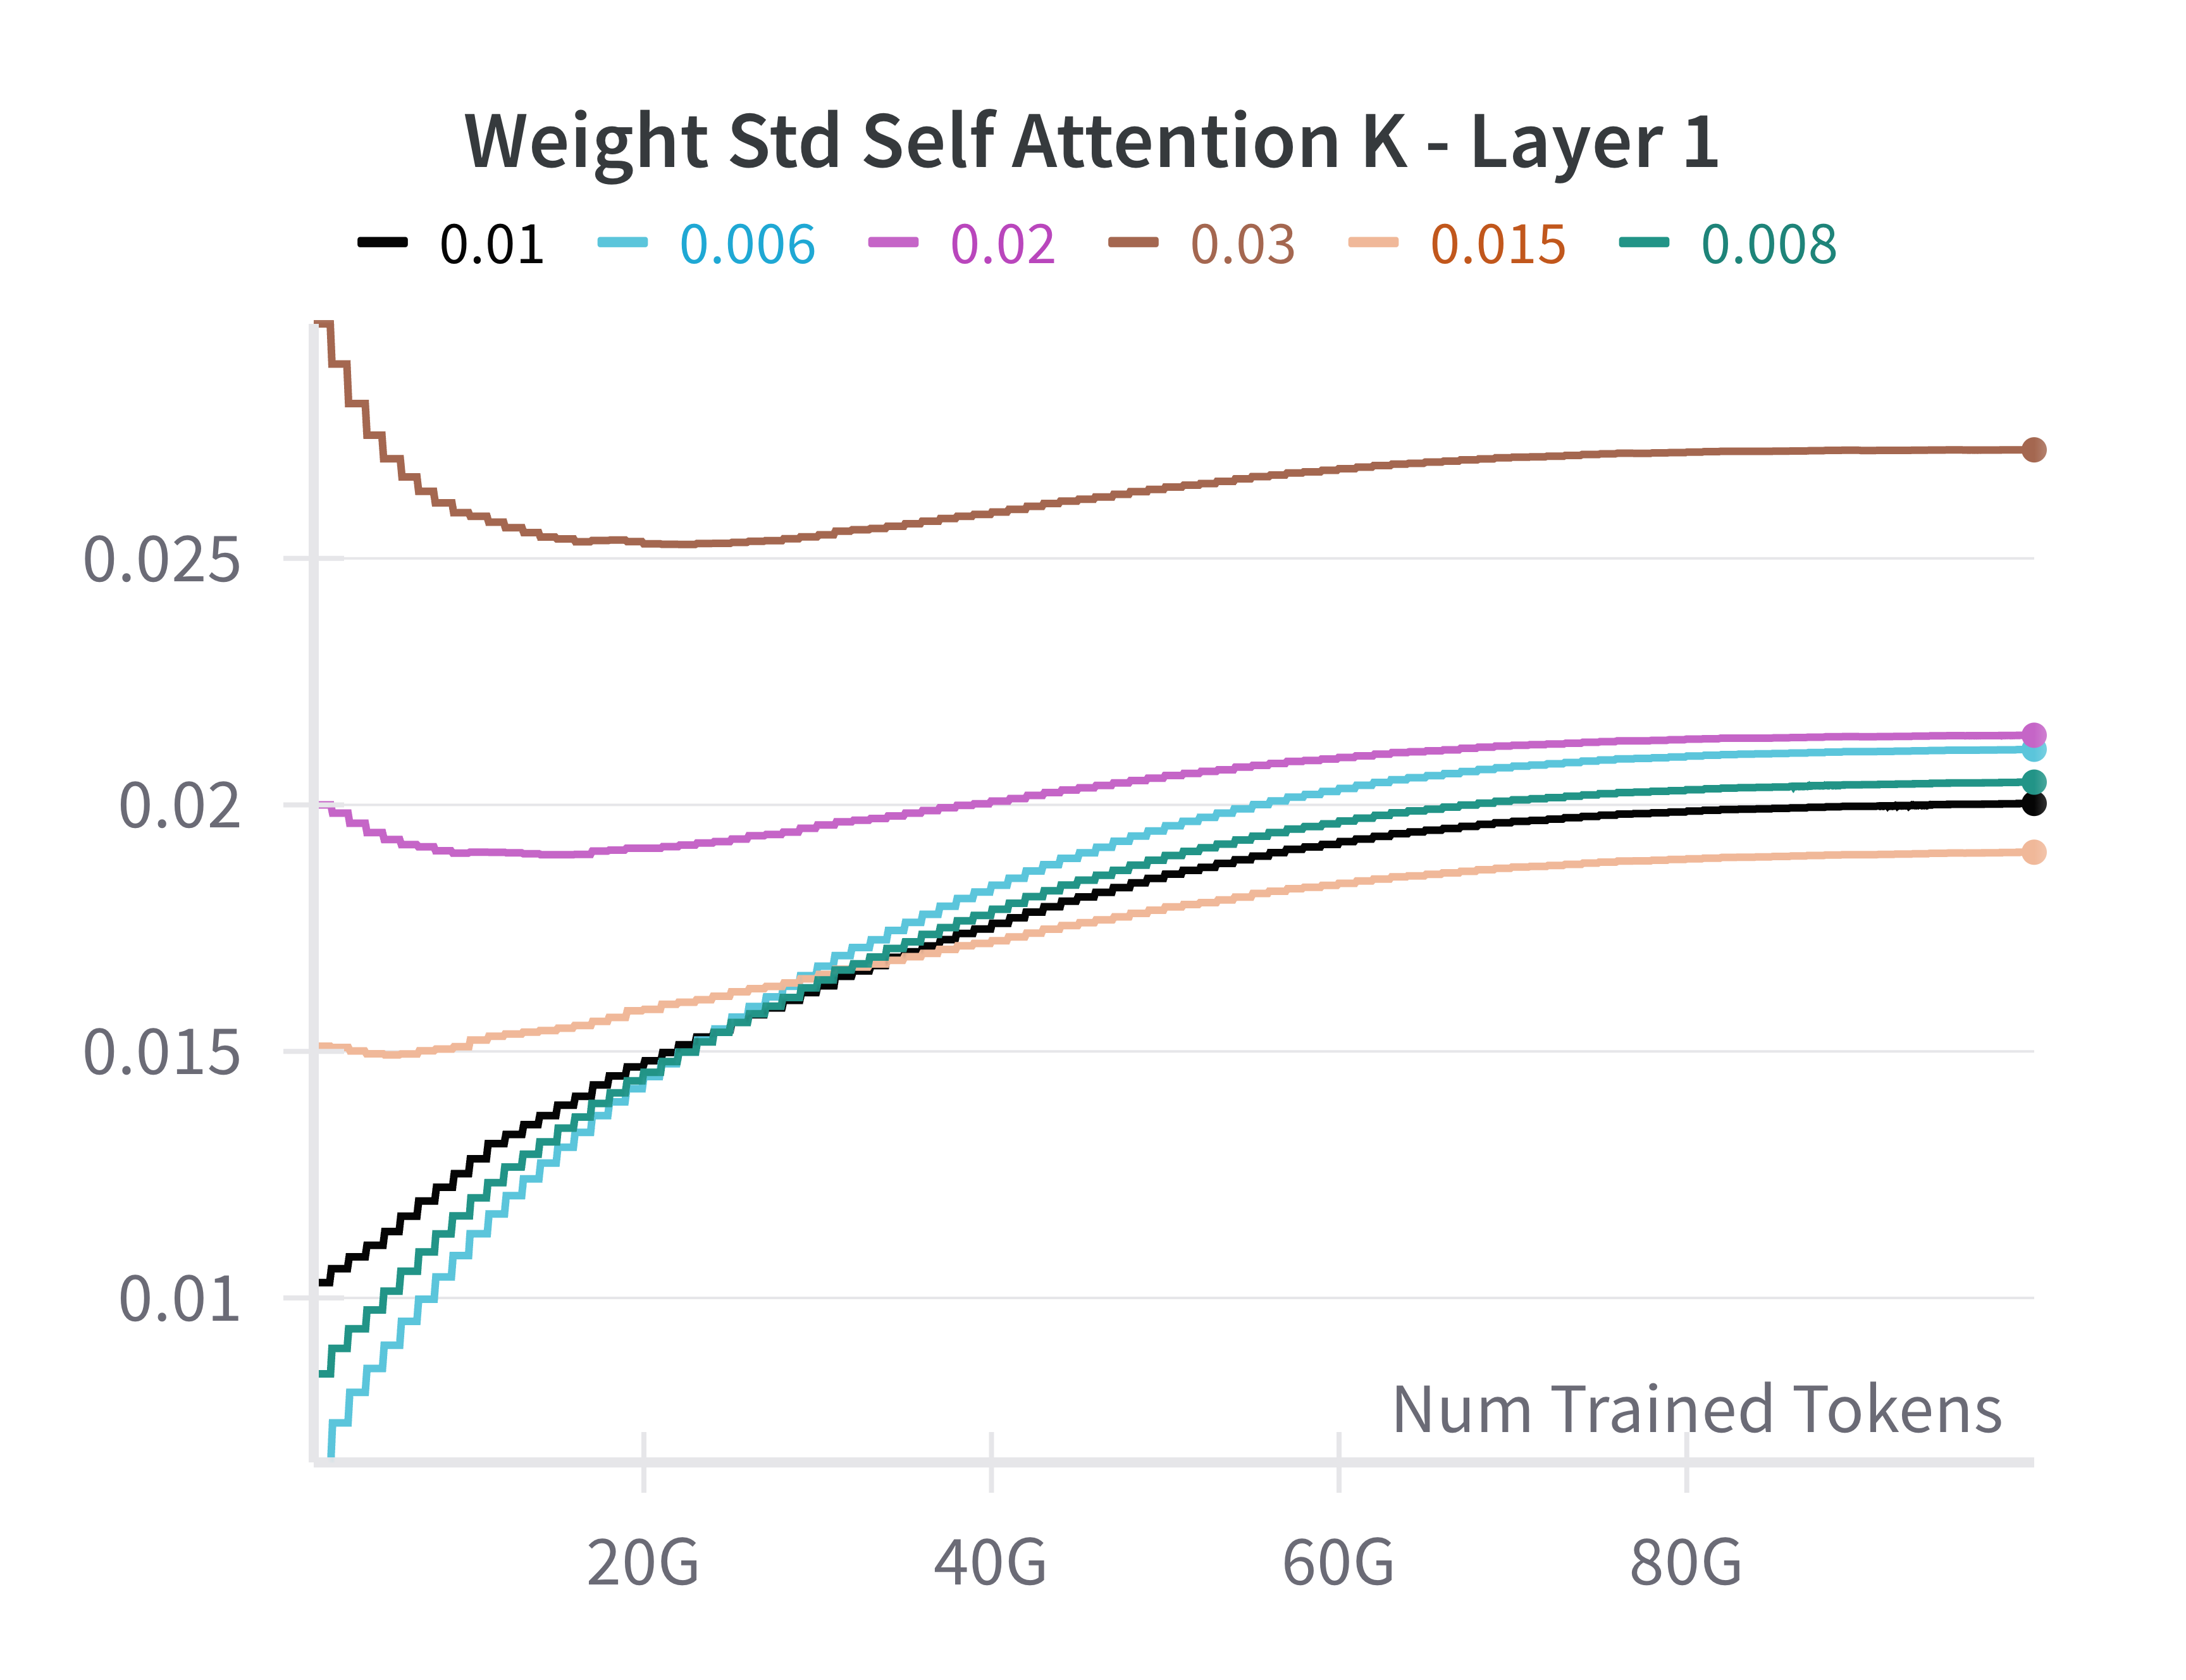 Weight Std Self Attention K - Layer 1
0.01 0.006 0.02 0.03 0.015 0.008
0.025
0.02
0.015
0.01
Num Trained Tokens
20G 40G 60G 80G